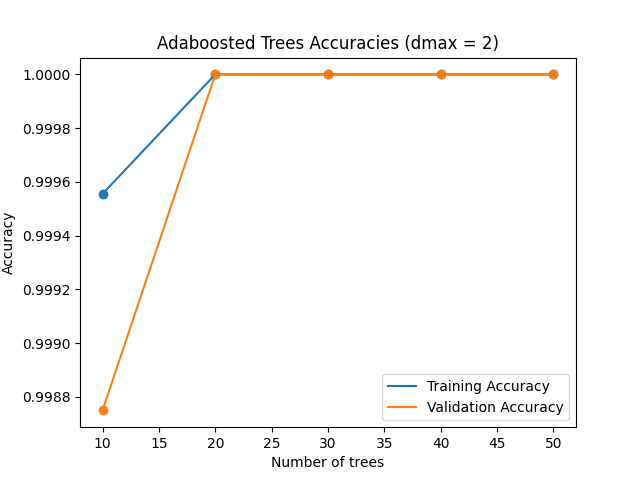 Adaboosted Trees Accuracies (dmax = 2)
1.0000
0.9998
0.9996
0.9994
0.9992
0.9990
0.9988
Accuracy
Training Accuracy
Validation Accuracy
10 15 20 25 30 35 40 45 50
Number of trees